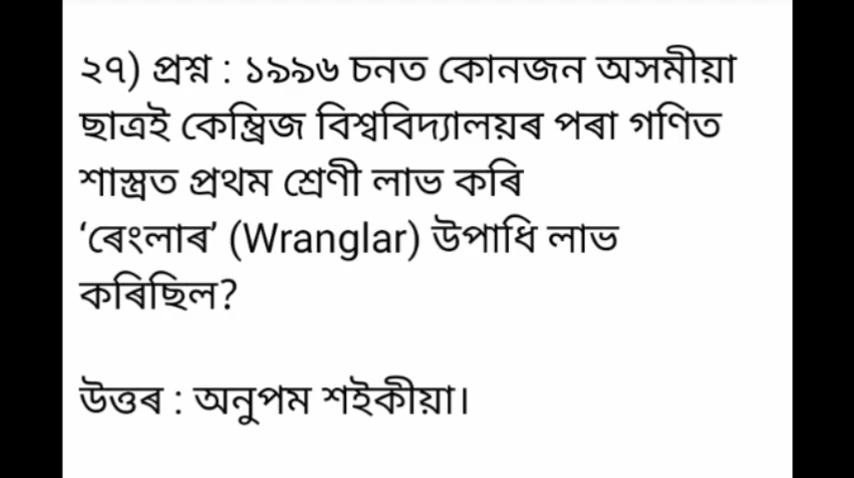 ২৭) প্ৰশ্ন : ১৯৯৬ চনত কোনজন অসমীয়া
ছাত্ৰই কেম্ব্ৰিজ বিশ্ববিদ্যালয়ৰ পৰা গণিত
শাস্ত্ৰত প্ৰথম শ্ৰেণী লাভ কৰি
‘ৰেংলাৰ’ (Wranglar) উপাধি লাভ
কৰিছিল?
উত্তৰ : অনুপম শইকীয়া।